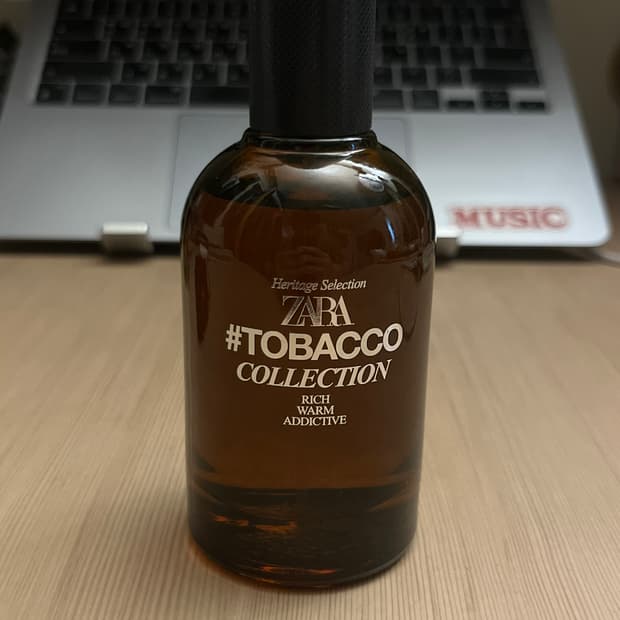 MUSIC
Heritage Selection
ZARA
#TOBACCO
COLLECTION
RICH
WARM
ADDICTIVE